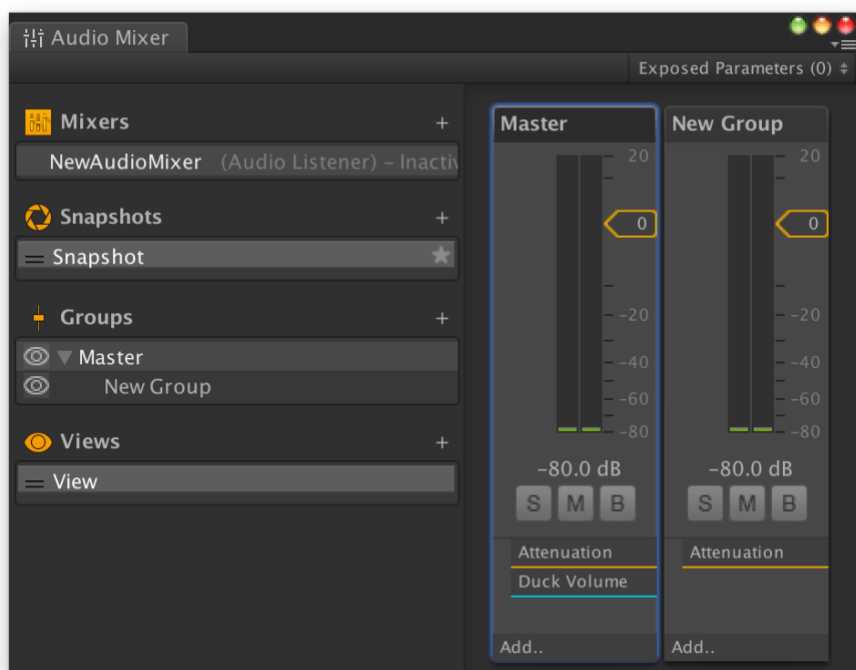 Audio Mixer
Exposed Parameters (0)
Mixers +
NewAudioMixer (Audio Listener) – Inactiv
Snapshots +
Snapshot
Groups +
Master
New Group
Views +
View
Master
20
0
-20
-40
-60
-80
-80.0 dB
S M B
Attenuation
Duck Volume
Add..
New Group
20
0
-20
-40
-60
-80
-80.0 dB
S M B
Attenuation
Add..